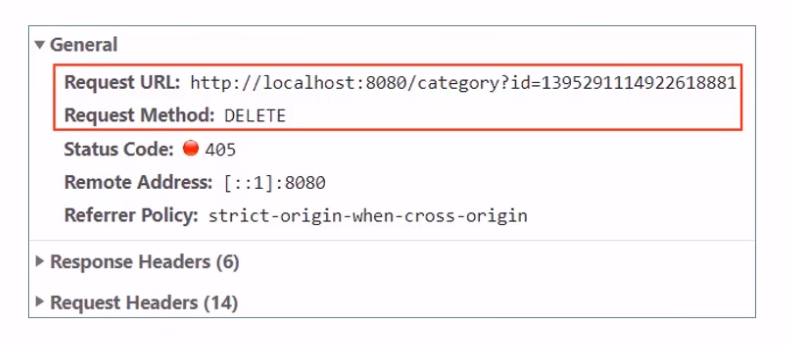 General
Request URL: http://localhost:8080/category?id=1395291114922618881
Request Method: DELETE
Status Code: 405
Remote Address: [::1]:8080
Referrer Policy: strict-origin-when-cross-origin
Response Headers (6)
Request Headers (14)